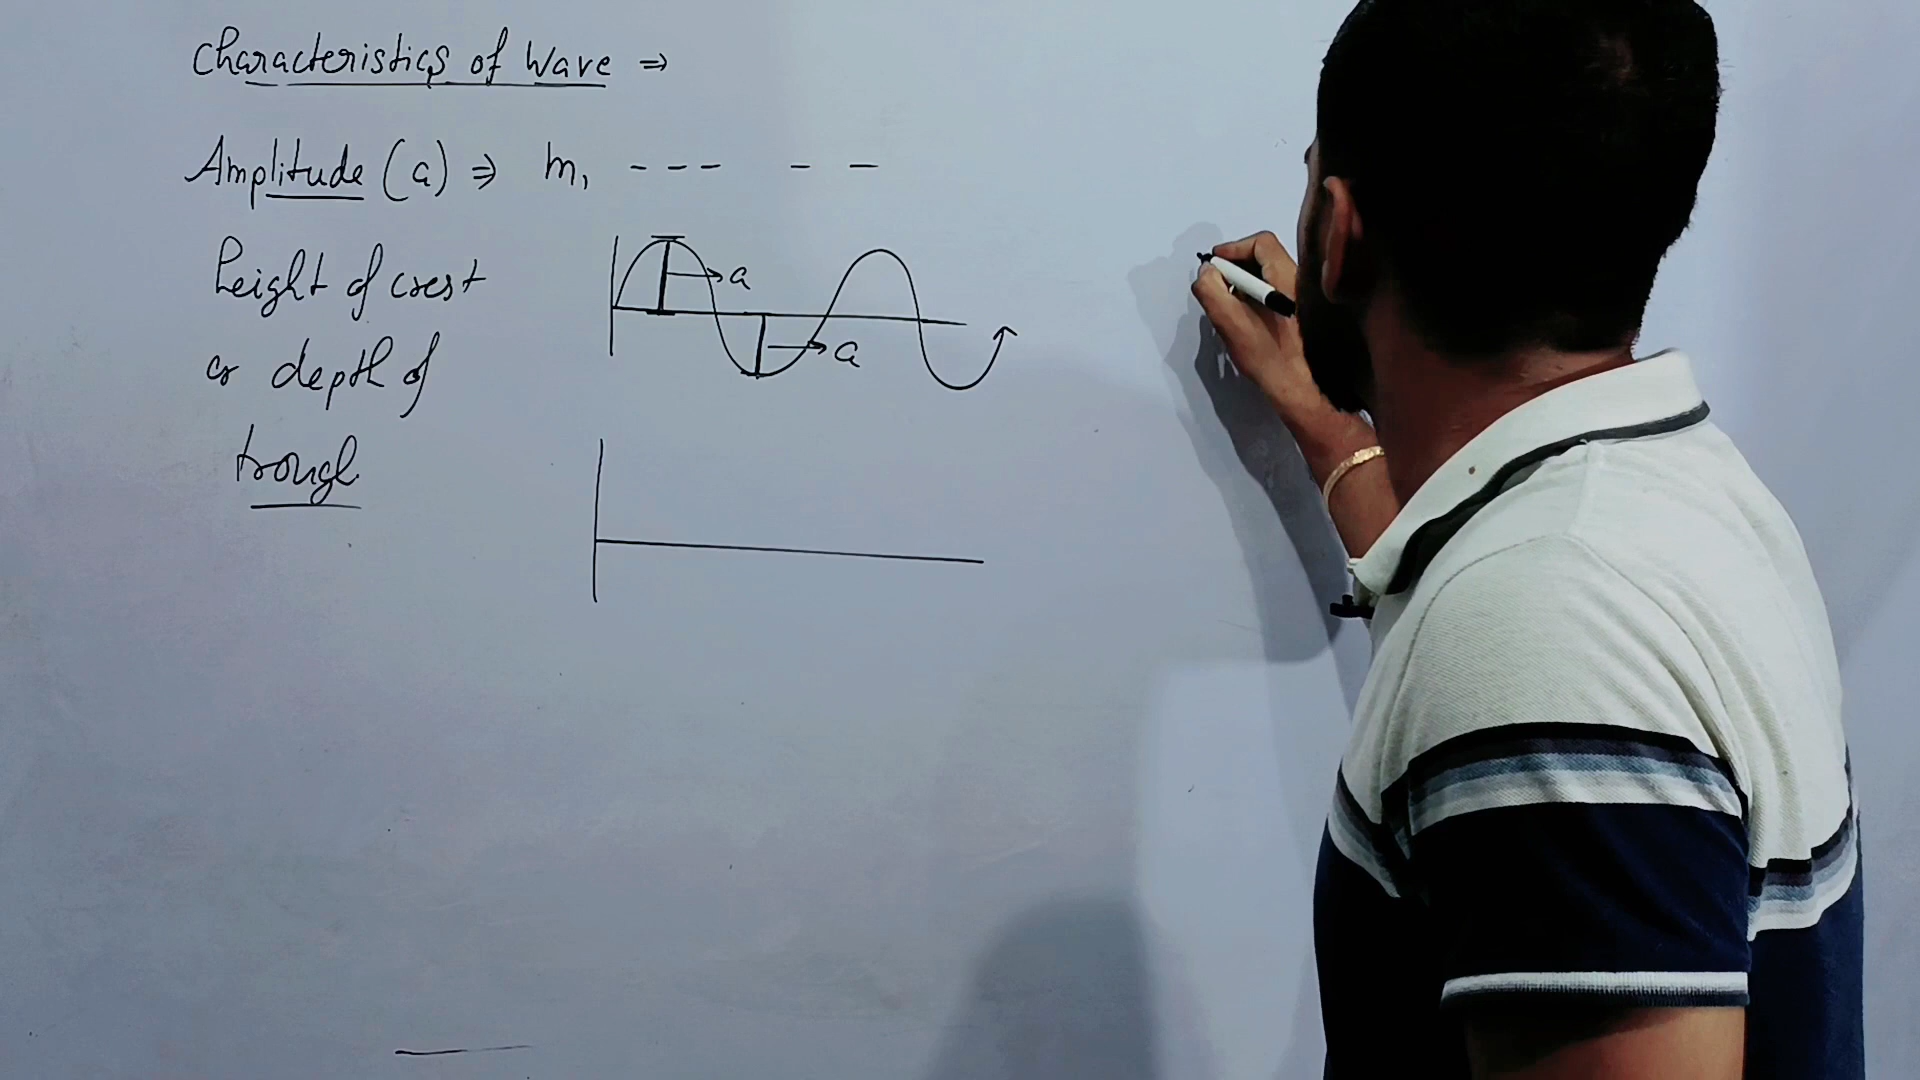 Characteristics of Wave ⇒
Amplitude (a) ⇒ m, - - - - -
height of crest
or depth of
trough
a
a